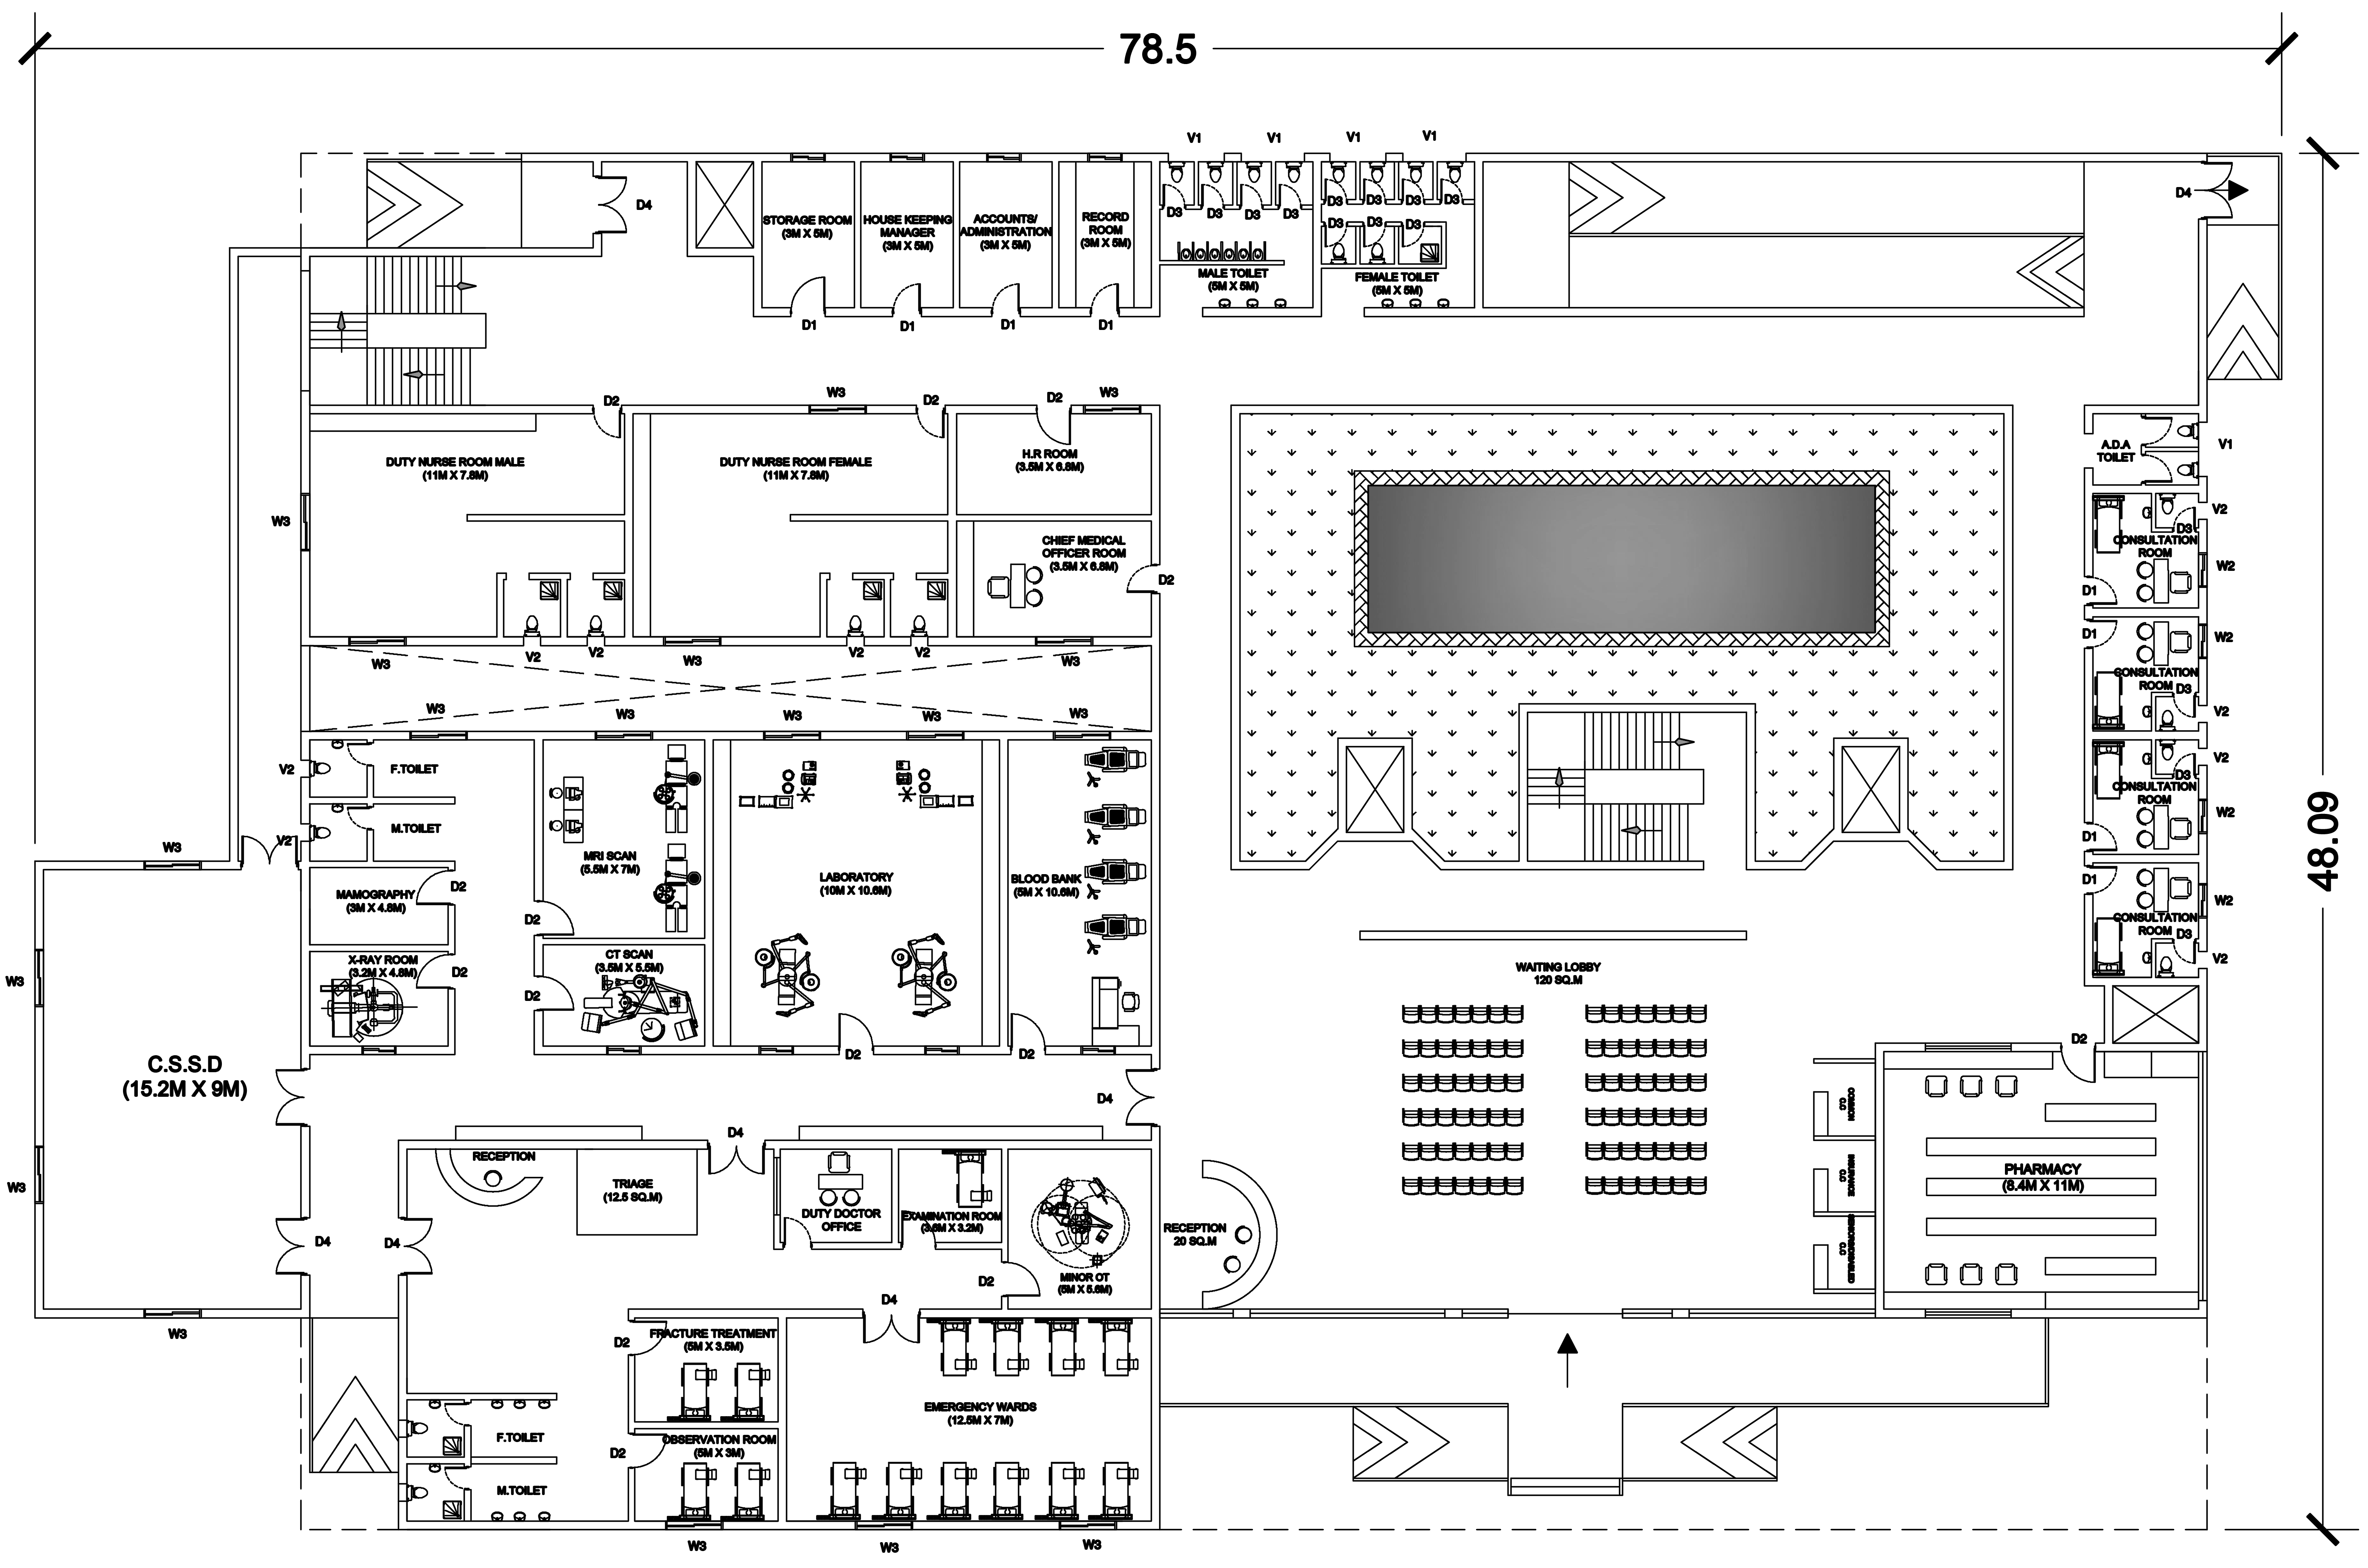 78.5
V1
V1
V1
V1
D4
D4
STORAGE ROOM
(3M X 5M)
HOUSE KEEPING
MANAGER
(3M X 5M)
ACCOUNTS/
ADMINISTRATION
(3M X 5M)
RECORD
ROOM
(3M X 5M)
D3
D3
D3
D3
D3
D3
D3
D3
D3
D3
D3
MALE TOILET
(5M X 5M)
FEMALE TOILET
(5M X 5M)
D1
D1
D1
D1
D2
W3
D2
D2
W3
DUTY NURSE ROOM MALE
(11M X 7.8M)
DUTY NURSE ROOM FEMALE
(11M X 7.8M)
H.R ROOM
(3.5M X 6.8M)
A.D.A
TOILET
V1
W3
CHIEF MEDICAL
OFFICER ROOM
(3.5M X 6.8M)
D2
V2
D3
CONSULTATION
ROOM
W2
D1
D1
W2
CONSULTATION
ROOM
D3
V2
W3
V2
V2
W3
V2
V2
W3
W3
W3
W3
W3
W3
V2
D3
CONSULTATION
ROOM
W2
D1
D1
W2
CONSULTATION
ROOM
D3
V2
V2
F.TOILET
V2
M.TOILET
W3
MRI SCAN
(5.5M X 7M)
LABORATORY
(10M X 10.6M)
BLOOD BANK
(5M X 10.6M)
MAMOGRAPHY
(3M X 4.8M)
D2
D2
X-RAY ROOM
(3.2M X 4.8M)
D2
CT SCAN
(3.5M X 5.5M)
D2
W3
WAITING LOBBY
120 SQ.M
48.09
D2
D2
D2
C.S.S.D
(15.2M X 9M)
D4
D4
COMMON
C.C
INSURANCE
C.C
C.C
PHARMACY
(8.4M X 11M)
W3
RECEPTION
TRIAGE
(12.5 SQ.M)
DUTY DOCTOR
OFFICE
EXAMINATION ROOM
(3.6M X 3.2M)
RECEPTION
20 SQ.M
D4
D4
D2
MINOR OT
(5M X 5.6M)
D4
W3
D2
FRACTURE TREATMENT
(5M X 3.5M)
EMERGENCY WARDS
(12.5M X 7M)
F.TOILET
D2
OBSERVATION ROOM
(5M X 3M)
M.TOILET
W3
W3
W3